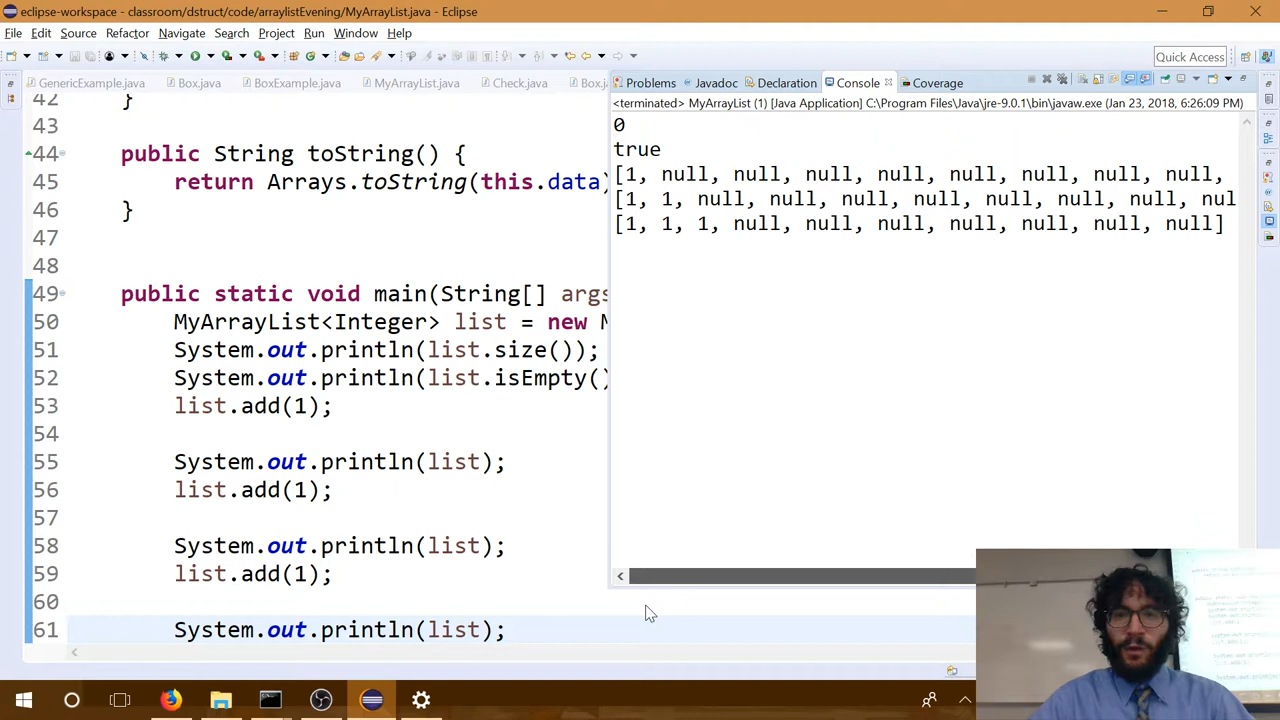 eclipse-workspace - classroom/dstruct/code/arraylistEvening/MyArrayList.java - Eclipse
File Edit Source Refactor Navigate Search Project Run Window Help
Quick Access
GenericExample.java Box.java BoxExample.java MyArrayList.java Check.java Box.j
Problems @ Javadoc Declaration Console Coverage
<terminated> MyArrayList (1) [Java Application] C:\Program Files\Java\jre-9.0.1\bin\javaw.exe (Jan 23, 2018, 6:26:09 PM)
0
true
[1, null, null, null, null, null, null, null, null,
[1, 1, null, null, null, null, null, null, null, nul
[1, 1, 1, null, null, null, null, null, null, null]
42 }
43
44 public String toString() {
45 return Arrays.toString(this.data)
46 }
47
48
49 public static void main(String[] args
50 MyArrayList<Integer> list = new M
51 System.out.println(list.size());
52 System.out.println(list.isEmpty()
53 list.add(1);
54
55 System.out.println(list);
56 list.add(1);
57
58 System.out.println(list);
59 list.add(1);
60
61 System.out.println(list);